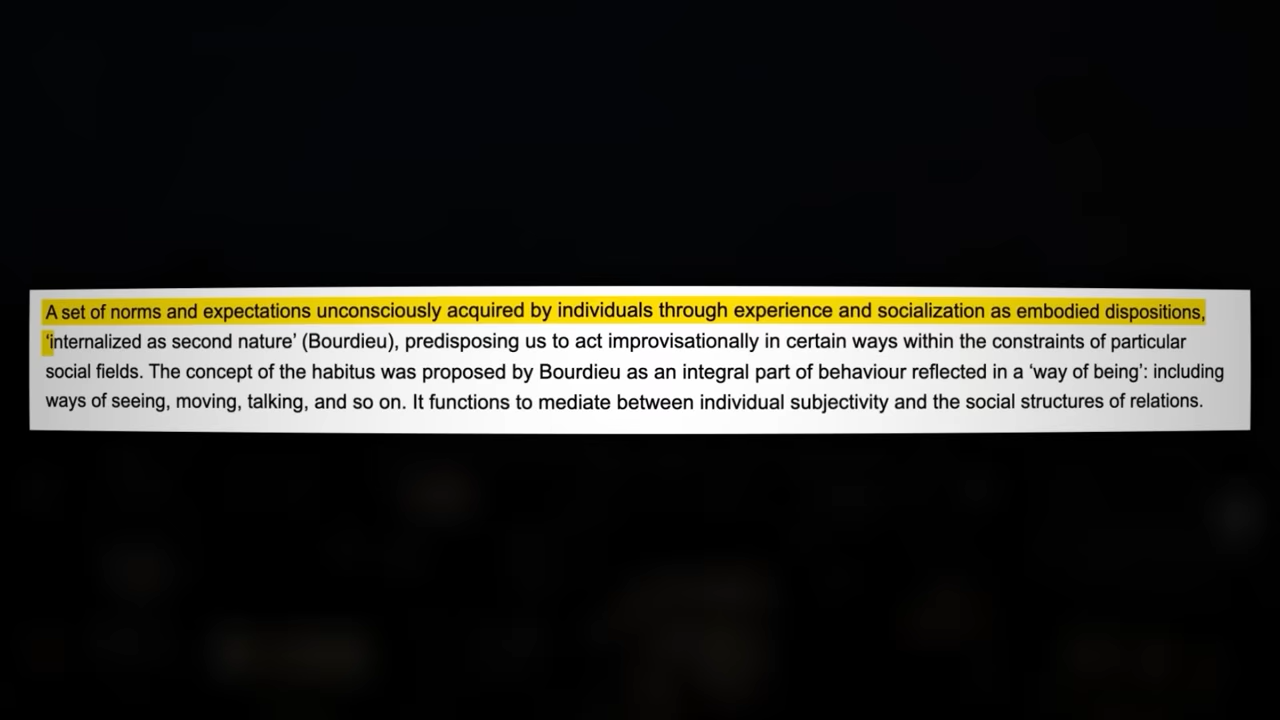 A set of norms and expectations unconsciously acquired by individuals through experience and socialization as embodied dispositions,
‘internalized as second nature’ (Bourdieu), predisposing us to act improvisationally in certain ways within the constraints of particular
social fields. The concept of the habitus was proposed by Bourdieu as an integral part of behaviour reflected in a ‘way of being’: including
ways of seeing, moving, talking, and so on. It functions to mediate between individual subjectivity and the social structures of relations.